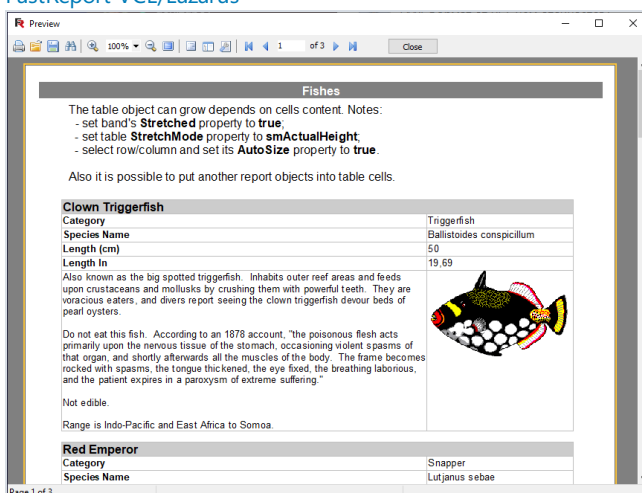 FastReport VCL/Lazarus
Preview
100%
1
of 3
Close
Fishes
The table object can grow depends on cells content. Notes:
- set band's Stretched property to true;
- set table StretchMode property to smActualHeight;
- select row/column and set its AutoSize property to true.
Also it is possible to put another report objects into table cells.
Clown Triggerfish
Category Triggerfish
Species Name Ballistoides conspicillum
Length (cm) 50
Length In 19,69
Also known as the big spotted triggerfish. Inhabits outer reef areas and feeds
upon crustaceans and mollusks by crushing them with powerful teeth. They are
voracious eaters, and divers report seeing the clown triggerfish devour beds of
pearl oysters.
Do not eat this fish. According to an 1878 account, "the poisonous flesh acts
primarily upon the nervous tissue of the stomach, occasioning violent spasms of
that organ, and shortly afterwards all the muscles of the body. The frame becomes
rocked with spasms, the tongue thickened, the eye fixed, the breathing laborious,
and the patient expires in a paroxysm of extreme suffering."
Not edible.
Range is Indo-Pacific and East Africa to Somoa.
Red Emperor
Category Snapper
Species Name Lutjanus sebae
Page 1 of 3